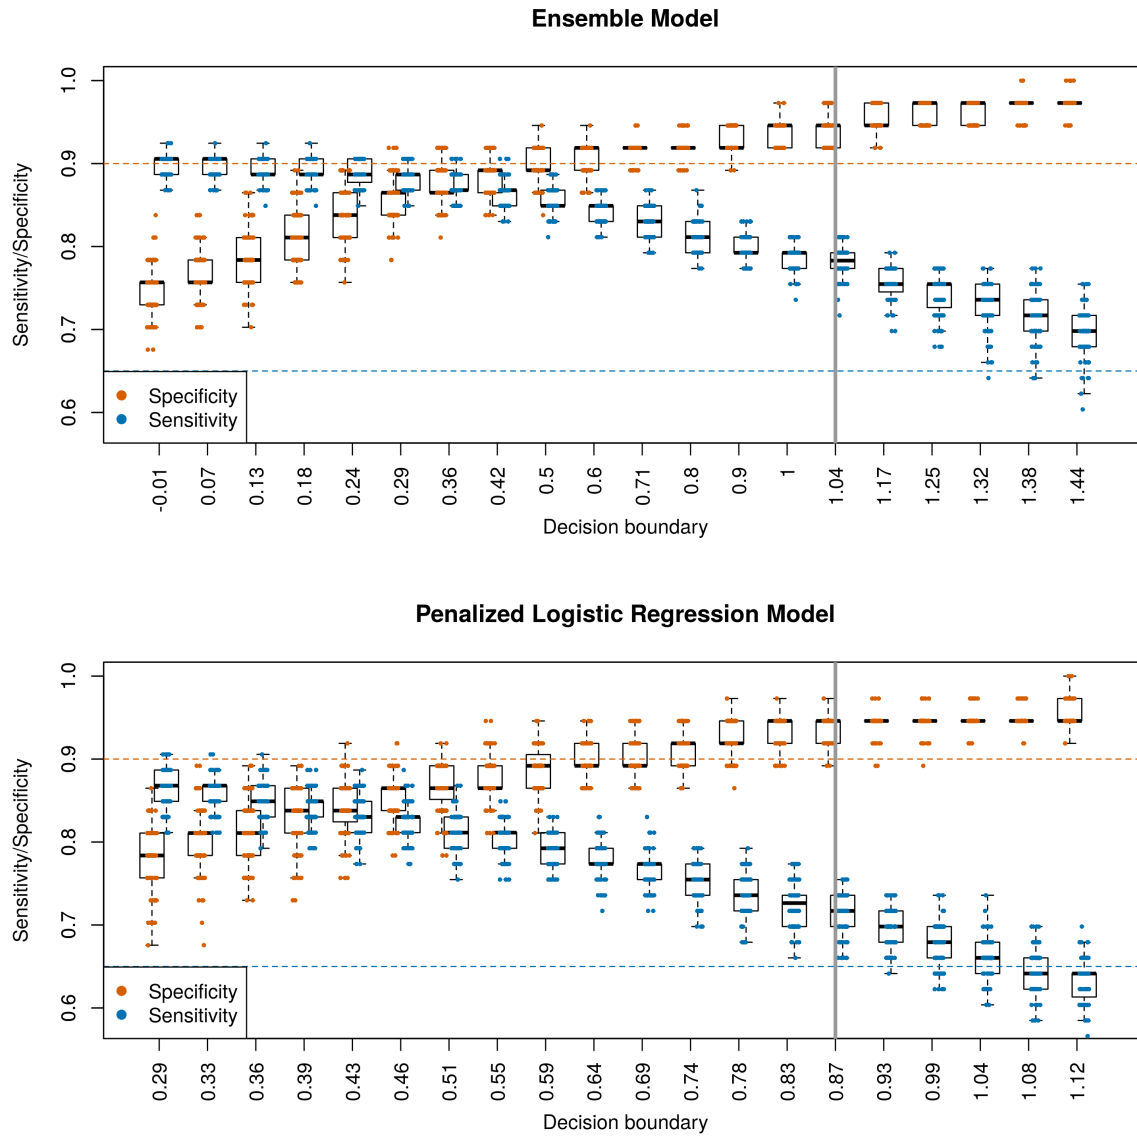 Ensemble Model
Sensitivity/Specificity
1.0
0.9
0.8
0.7
0.6
Specificity
Sensitivity
-0.01 0.07 0.13 0.18 0.24 0.29 0.36 0.42 0.5 0.6 0.71 0.8 0.9 1 1.04 1.17 1.25 1.32 1.38 1.44
Decision boundary
Penalized Logistic Regression Model
Sensitivity/Specificity
1.0
0.9
0.8
0.7
0.6
Specificity
Sensitivity
0.29 0.33 0.36 0.39 0.43 0.46 0.51 0.55 0.59 0.64 0.69 0.74 0.78 0.83 0.87 0.93 0.99 1.04 1.08 1.12
Decision boundary